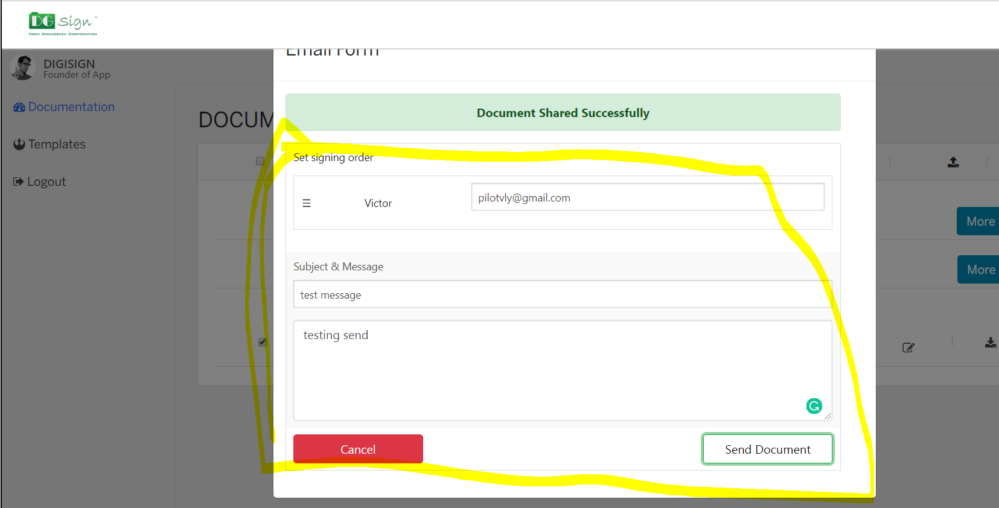 DG Sign ™
FROM DOCUGREEN CORPORATION
Email Form
DIGISIGN
Founder of App
Documentation
Templates
Logout
DOCUM
Document Shared Successfully
Set signing order
Victor
pilotvly@gmail.com
More
More
Subject & Message
test message
testing send
Cancel
Send Document